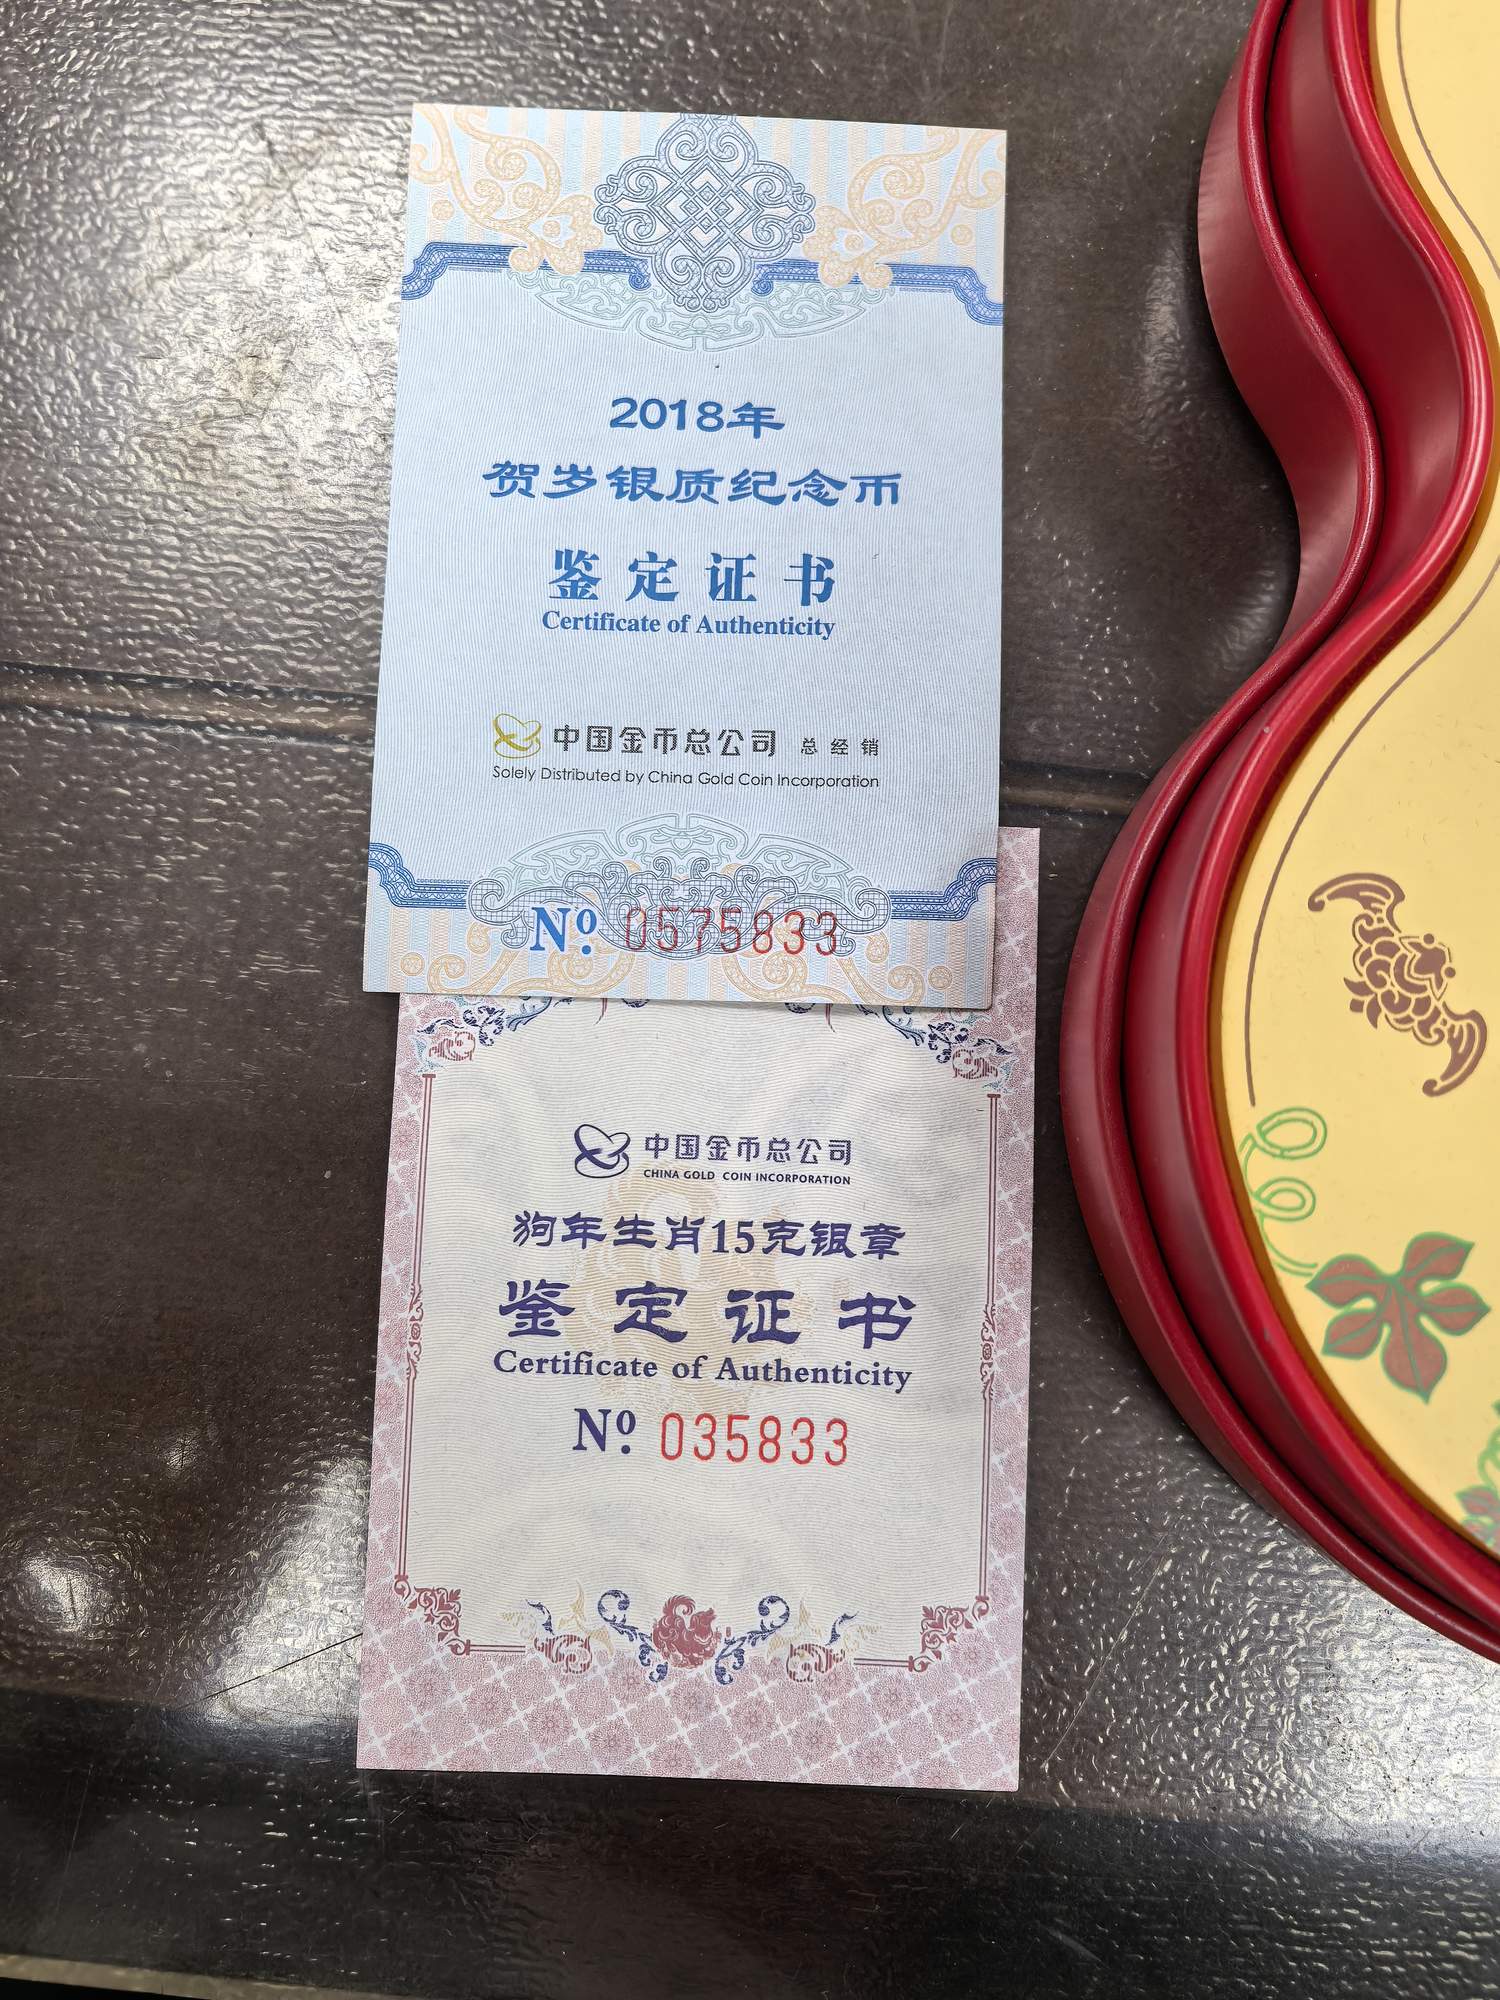 2018年
贺岁银质纪念币
鉴定证书
Certificate of Authenticity
中国金币总公司 总经销
Solely Distributed by China Gold Coin Incorporation
Nº. 0575833
中国金币总公司
CHINA GOLD COIN INCORPORATION
狗年生肖15克银章
鉴定证书
Certificate of Authenticity
Nº. 035833